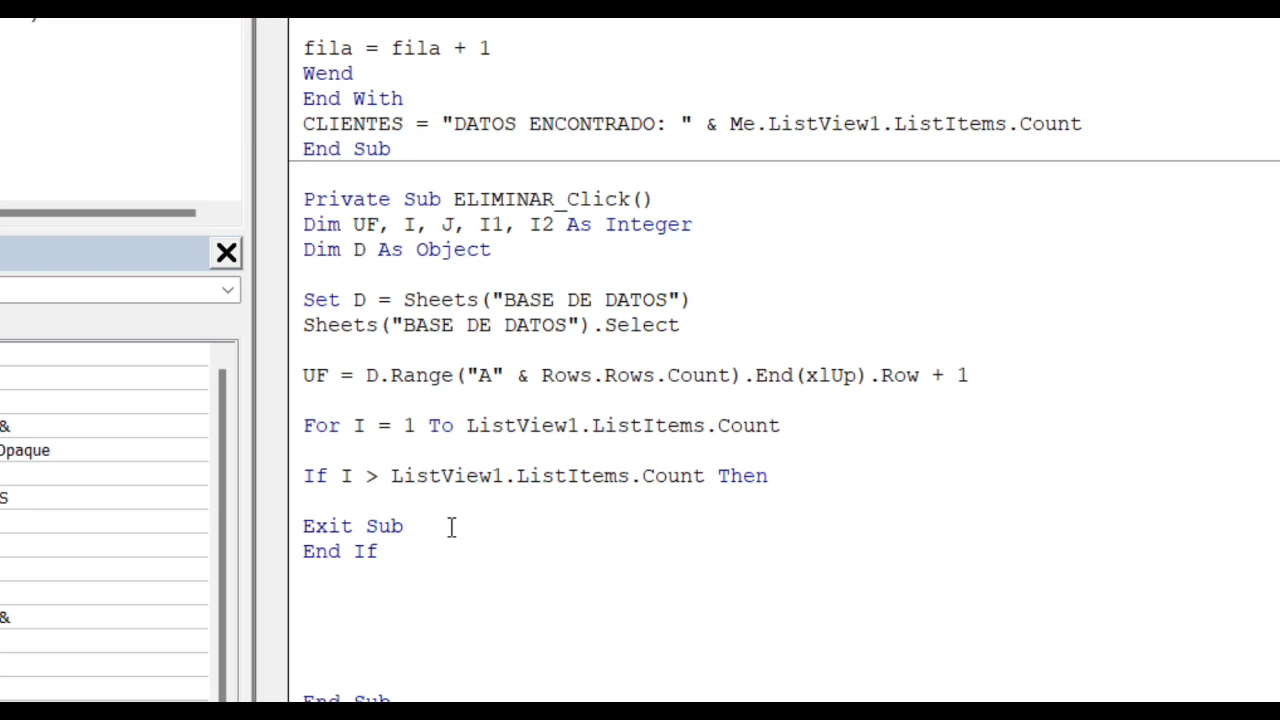 fila = fila + 1
Wend
End With
CLIENTES = "DATOS ENCONTRADO: " & Me.ListView1.ListItems.Count
End Sub
Private Sub ELIMINAR_Click()
Dim UF, I, J, I1, I2 As Integer
Dim D As Object
Set D = Sheets("BASE DE DATOS")
Sheets("BASE DE DATOS").Select
UF = D.Range("A" & Rows.Rows.Count).End(xlUp).Row + 1
For I = 1 To ListView1.ListItems.Count
&
Opaque
If I > ListView1.ListItems.Count Then
S
Exit Sub
End If
&
End Sub